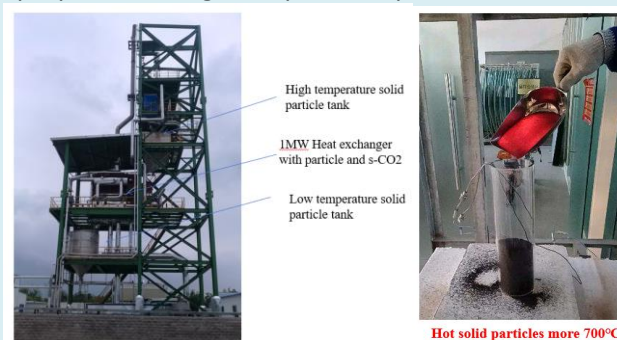 High temperature solid
particle tank
1MW Heat exchanger
with particle and s-CO2
Low temperature solid
particle tank
Hot solid particles more 700°C